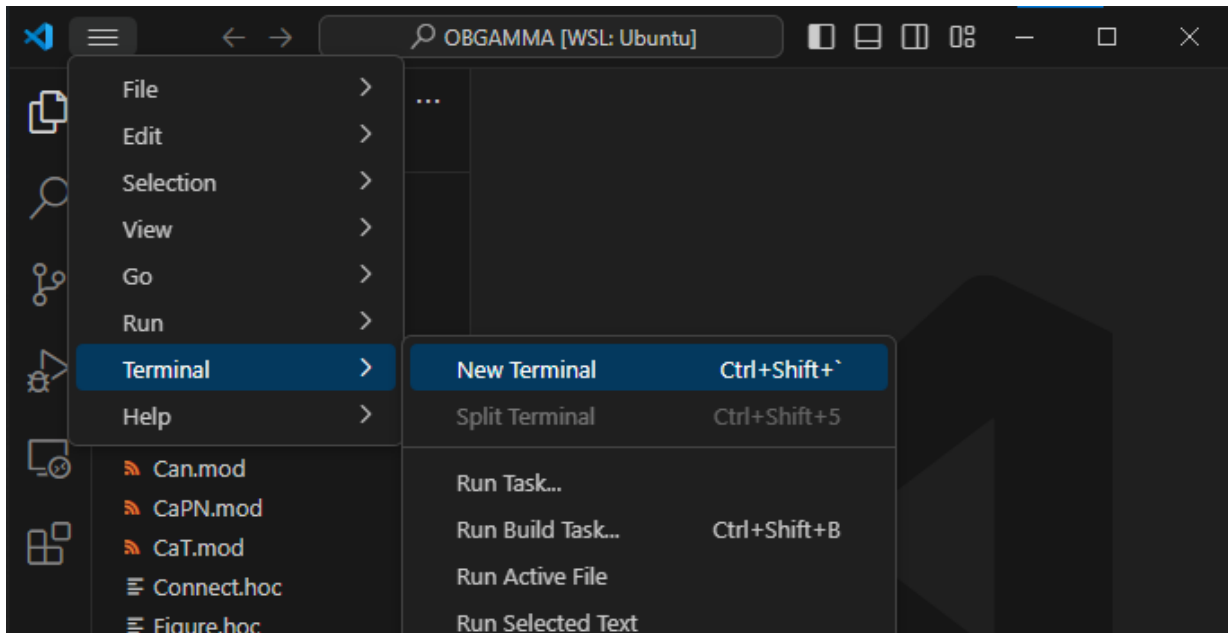 OBGAMMA [WSL: Ubuntu]
File
Edit
Selection
View
Go
Run
Terminal
Help
New Terminal Ctrl+Shift+`
Split Terminal Ctrl+Shift+5
Run Task...
Run Build Task... Ctrl+Shift+B
Run Active File
Run Selected Text
Can.mod
CaPN.mod
CaT.mod
Connect.hoc
Figure.hoc